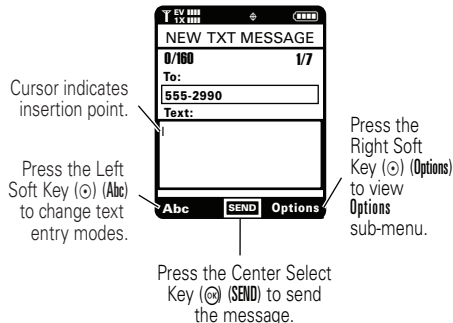 EV
1X
NEW TXT MESSAGE
0/160 1/7
To:
555-2990
Text:
Abc SEND Options
Cursor indicates
insertion point.
Press the Left
Soft Key (⊙) (Abc)
to change text
entry modes.
Press the
Right Soft
Key (⊙) (Options)
to view
Options
sub-menu.
Press the Center Select
Key (OK) (SEND) to send
the message.